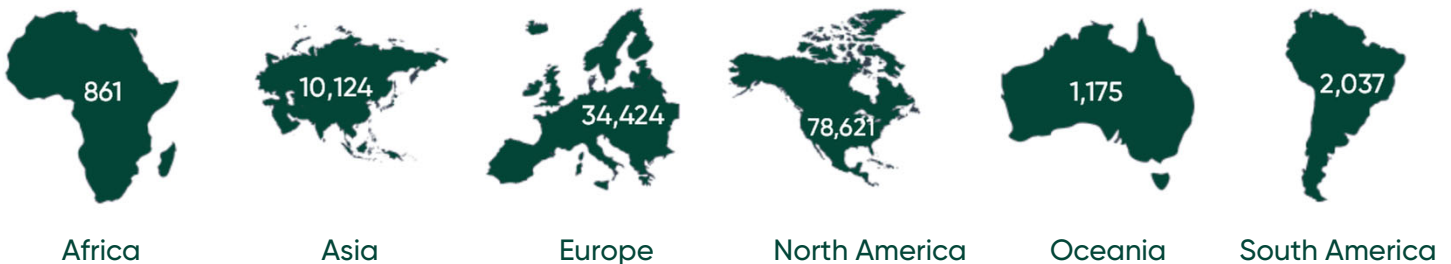 861
10,124
34,424
78,621
1,175
2,037
Africa
Asia
Europe
North America
Oceania
South America